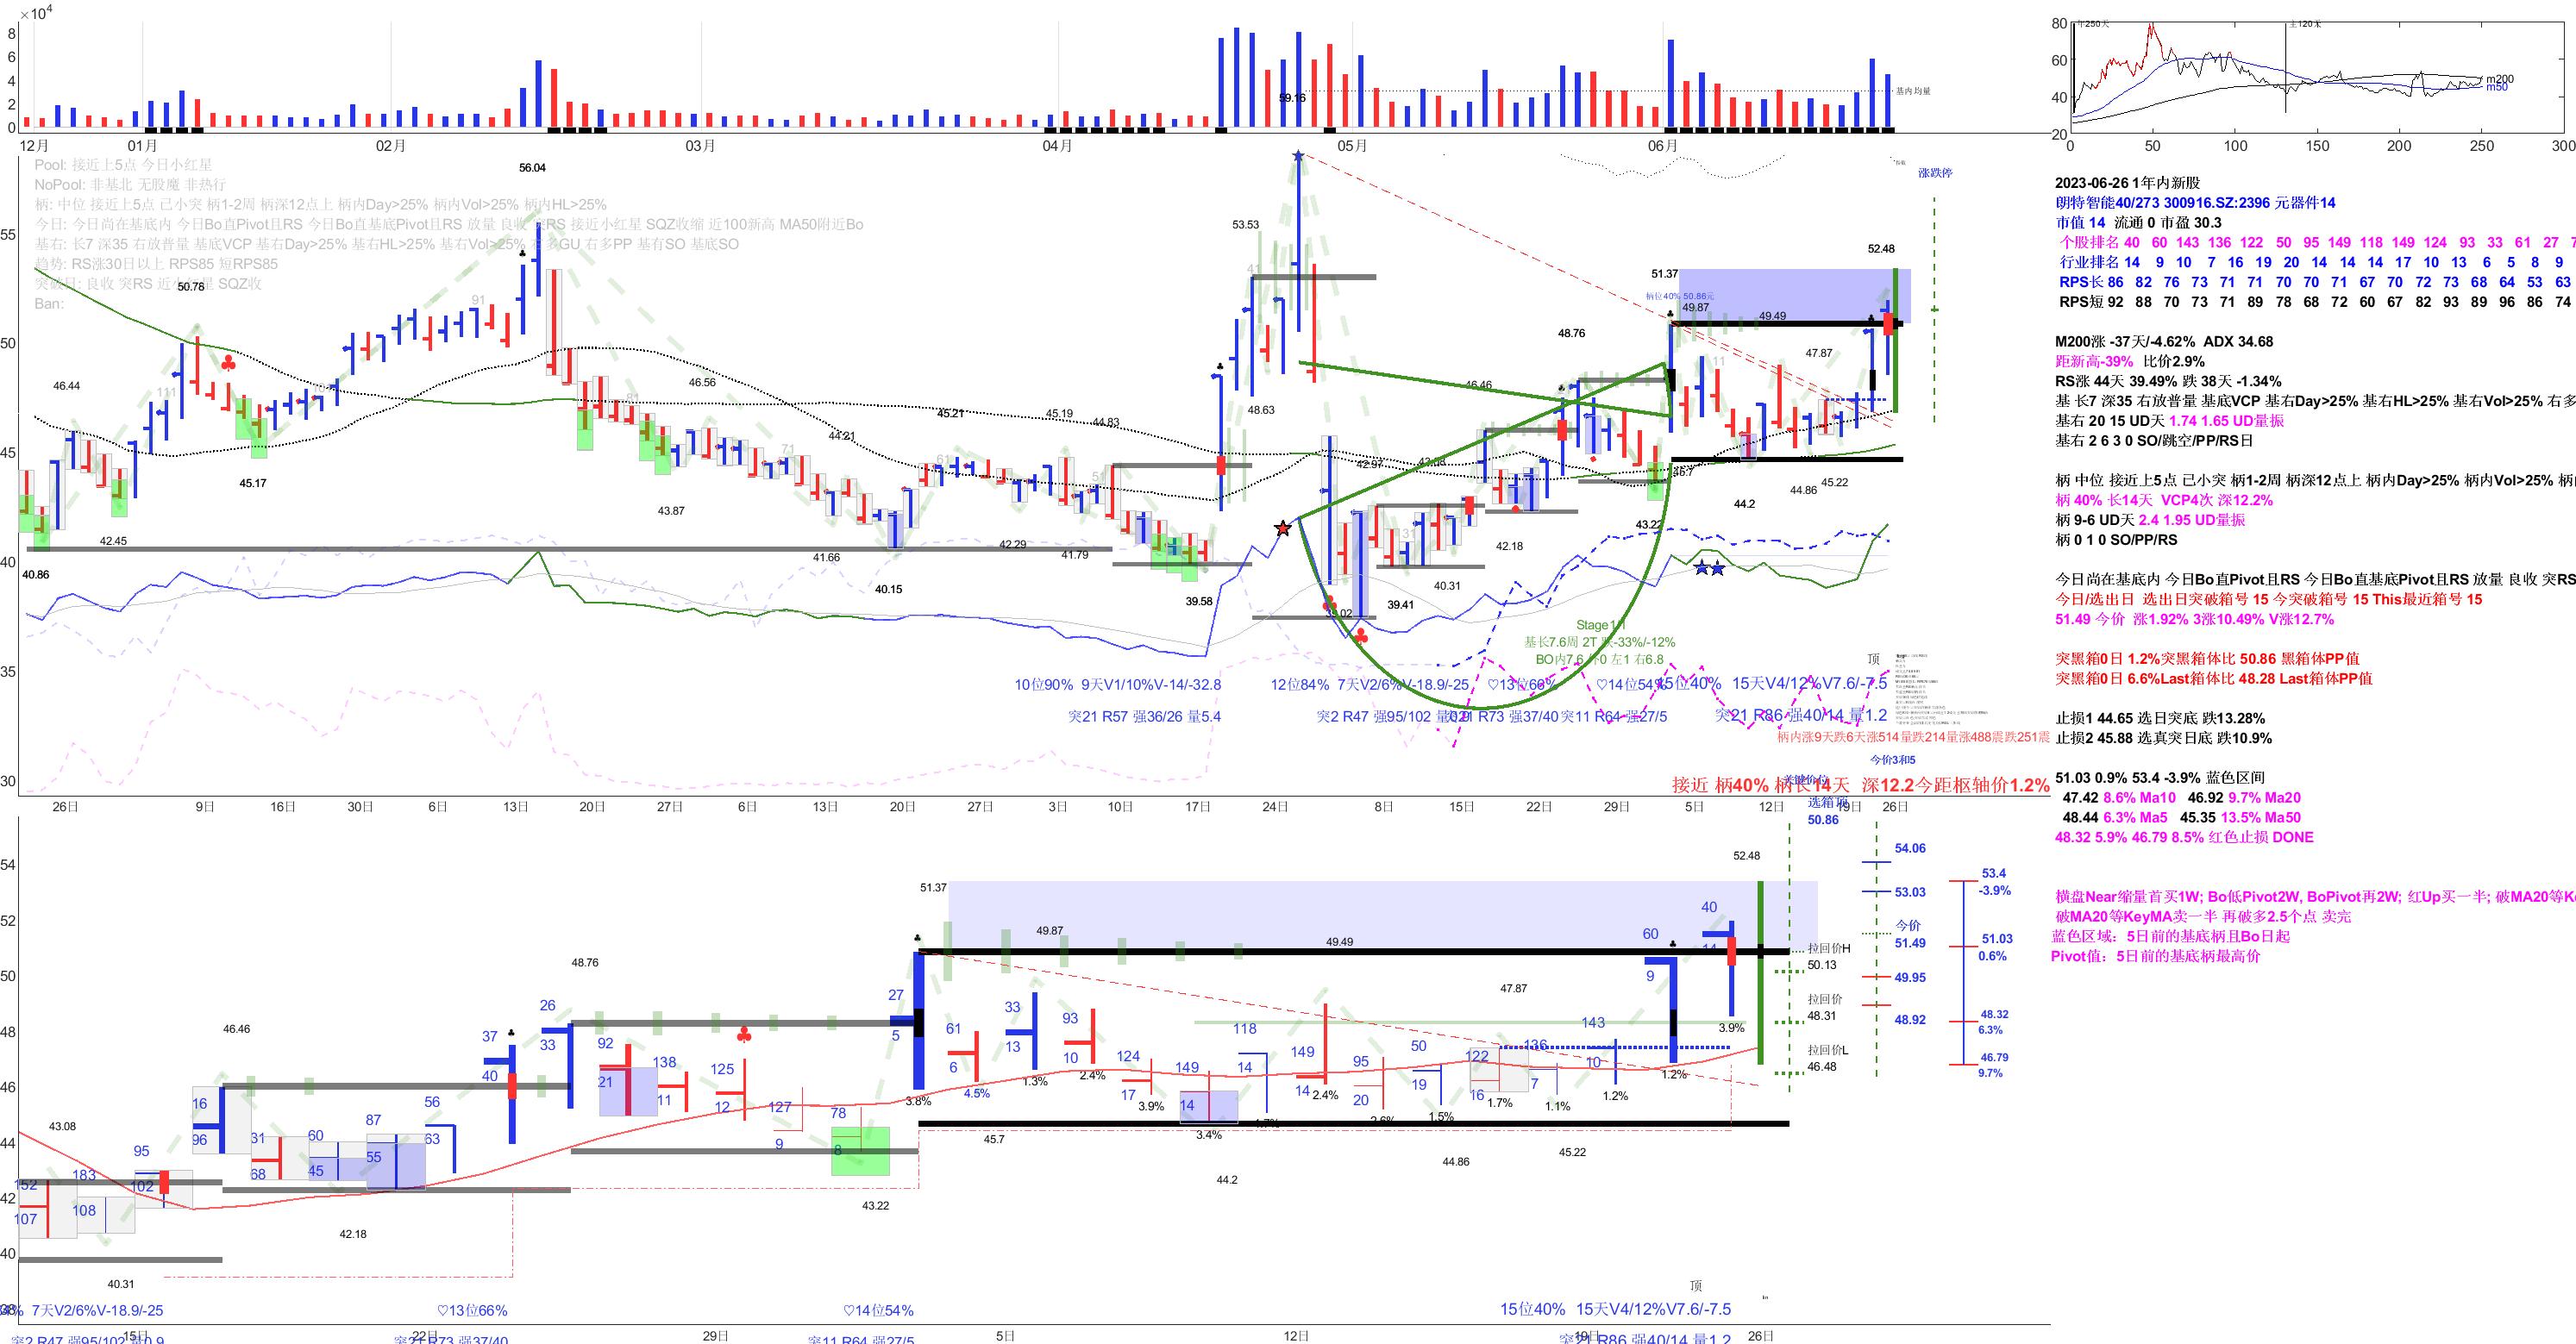 ×10⁴
8
6
4
2
0
59.16
基内均量
12月 01月 02月 03月 04月 05月 06月
80
60
40
20
年250天
主120天
m200
m50
0 50 100 150 200 250 300
Pool: 接近上5点 今日小红星
NoPool: 非基北 无股魔 非热行
柄: 中位 接近上5点 己小突 柄1-2周 柄深12点上 柄内Day>25% 柄内Vol>25% 柄内HL>25%
今日: 今日尚在基底内 今日Bo直Pivot且RS 今日Bo直基底Pivot且RS 放量 良收 突RS 接近小红星 SQZ收缩 近100新高 MA50附近Bo
基右: 长7 深35 右放普量 基底VCP 基右Day>25% 基右HL>25% 基右Vol>25% 右多GU 右多PP 基右SO 基底SO
趋势: RS涨30日以上 RPS85 短RPS85
突破日: 良收 突RS 近小红星 SQZ收
Ban:
涨跌停
55
50
45
40
35
30
56.04
50.78
46.44
45.17
42.45
40.86
46.56
43.87
44.21
41.66
40.15
45.21
42.29
45.19
41.79
44.83
39.58
53.53
48.63
42.97
39.41
40.31
46.46
42.18
48.76
43.22
51.37
柄位40% 50.86元
49.87
49.49
47.87
44.2
44.86
45.22
52.48
111
91
71
61
51
41
31
11
Stage1/1
基长7.6周 2T 跌-33%/-12%
BO内7.6 外0 左1 右6.8
顶
10位90% 9天V1/10%V-14/-32.8
12位84% 7天V2/6%V-18.9/-25
♡13位66%
♡14位54%
15位40% 15天V4/12%V7.6/-7.5
突21 R57 强36/26 量5.4
突2 R47 强95/102 量0.9
突21 R73 强37/40
突11 R64 强27/5
突21 R86 强40/14 量1.2
柄内涨9天跌6天涨514量跌214量涨488震跌251震
今价3和5
关键价位
接近 柄40% 柄长14天 深12.2今距枢轴价1.2%
26日 9日 16日 30日 6日 13日 20日 27日 6日 13日 20日 27日 3日 10日 17日 24日 8日 15日 22日 29日 5日 12日 19日 26日
选箱顶
50.86
2023-06-26 1年内新股
朗特智能40/273 300916.SZ:2396 元器件14
市值 14 流通 0 市盈 30.3
个股排名 40 60 143 136 122 50 95 149 118 149 124 93 33 61 27
行业排名 14 9 10 7 16 19 20 14 14 14 17 10 13 6 5 8 9
RPS长 86 82 76 73 71 71 70 70 71 67 70 72 73 68 64 53 63
RPS短 92 88 70 73 71 89 78 68 72 60 67 82 93 89 96 86 74
M200涨 -37天/-4.62% ADX 34.68
距新高-39% 比价2.9%
RS涨 44天 39.49% 跌 38天 -1.34%
基 长7 深35 右放普量 基底VCP 基右Day>25% 基右HL>25% 基右Vol>25% 右多
基右 20 15 UD天 1.74 1.65 UD量振
基右 2 6 3 0 SO/跳空/PP/RS日
柄 中位 接近上5点 己小突 柄1-2周 柄深12点上 柄内Day>25% 柄内Vol>25%
柄 40% 长14天 VCP4次 深12.2%
柄 9-6 UD天 2.4 1.95 UD量振
柄 0 1 0 SO/PP/RS
今日尚在基底内 今日Bo直Pivot且RS 今日Bo直基底Pivot且RS 放量 良收 突RS
今日/选出日 选出日突破箱号 15 今突破箱号 15 This最近箱号 15
51.49 今价 涨1.92% 3涨10.49% V涨12.7%
突黑箱0日 1.2%突黑箱体比 50.86 黑箱体PP值
突黑箱0日 6.6%Last箱体比 48.28 Last箱体PP值
止损1 44.65 选日突底 跌13.28%
止损2 45.88 选真突日底 跌10.9%
51.03 0.9% 53.4 -3.9% 蓝色区间
47.42 8.6% Ma10 46.92 9.7% Ma20
48.44 6.3% Ma5 45.35 13.5% Ma50
48.32 5.9% 46.79 8.5% 红色止损 DONE
横盘Near缩量首买1W; Bo低Pivot2W, BoPivot再2W; 红Up买一半; 破MA20等
破MA20等KeyMA卖一半 再破多2.5个点 卖完
蓝色区域：5日前的基底柄且Bo日起
Pivot值：5日前的基底柄最高价
54
52
50
48
46
44
42
40
43.08
40.31
46.46
42.18
48.76
43.22
51.37
45.7
49.87
44.2
49.49
44.86
47.87
45.22
52.48
152
107
183
108
95
102
16
96
31
68
60
45
87
55
56
63
37
40
26
33
92
21
138
11
125
12
127
9
78
8
27
5
61
6
33
13
93
10
124
17
149
14
118
14
149
14
95
20
50
19
122
16
136
7
143
10
60
9
40
14
3.8%
4.5%
1.3%
2.4%
3.9%
3.4%
1.7%
2.4%
2.6%
1.5%
1.7%
1.1%
1.2%
1.2%
3.9%
拉回价H
50.13
拉回价
48.31
拉回价L
46.48
54.06
53.03
今价
51.49
49.95
48.92
53.4
-3.9%
51.03
0.6%
48.32
6.3%
46.79
9.7%
顶
7天V2/6%V-18.9/-25
♡13位66%
♡14位54%
15位40% 15天V4/12%V7.6/-7.5
15日 22日 29日 5日 12日 19日 26日
突2 R47 强95/102 量0.9
突21 R73 强37/40
突11 R64 强27/5
突21 R86 强40/14 量1.2